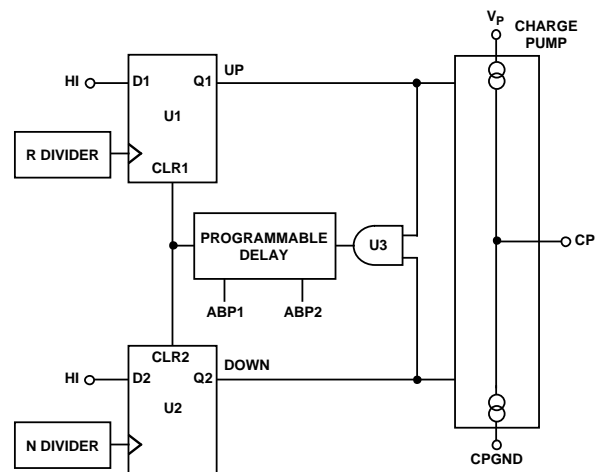 VP
CHARGE
PUMP
HI
D1
Q1
UP
U1
R DIVIDER
CLR1
PROGRAMMABLE
DELAY
U3
CP
ABP1
ABP2
CLR2
HI
D2
Q2
DOWN
U2
N DIVIDER
CPGND